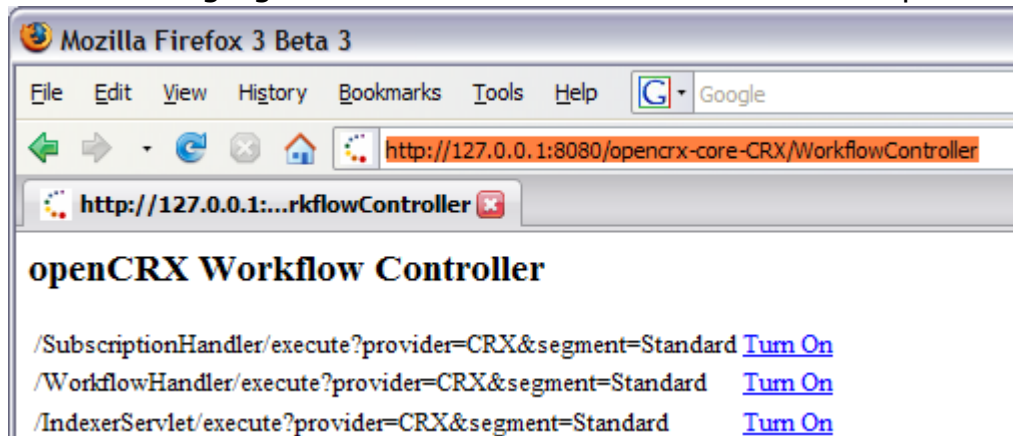 Mozilla Firefox 3 Beta 3
File Edit View History Bookmarks Tools Help G Google
http://127.0.0.1:8080/opencrx-core-CRX/WorkflowController
http://127.0.0.1:...rkflowController
openCRX Workflow Controller
/SubscriptionHandler/execute?provider=CRX&segment=Standard Turn On
/WorkflowHandler/execute?provider=CRX&segment=Standard Turn On
/IndexerServlet/execute?provider=CRX&segment=Standard Turn On